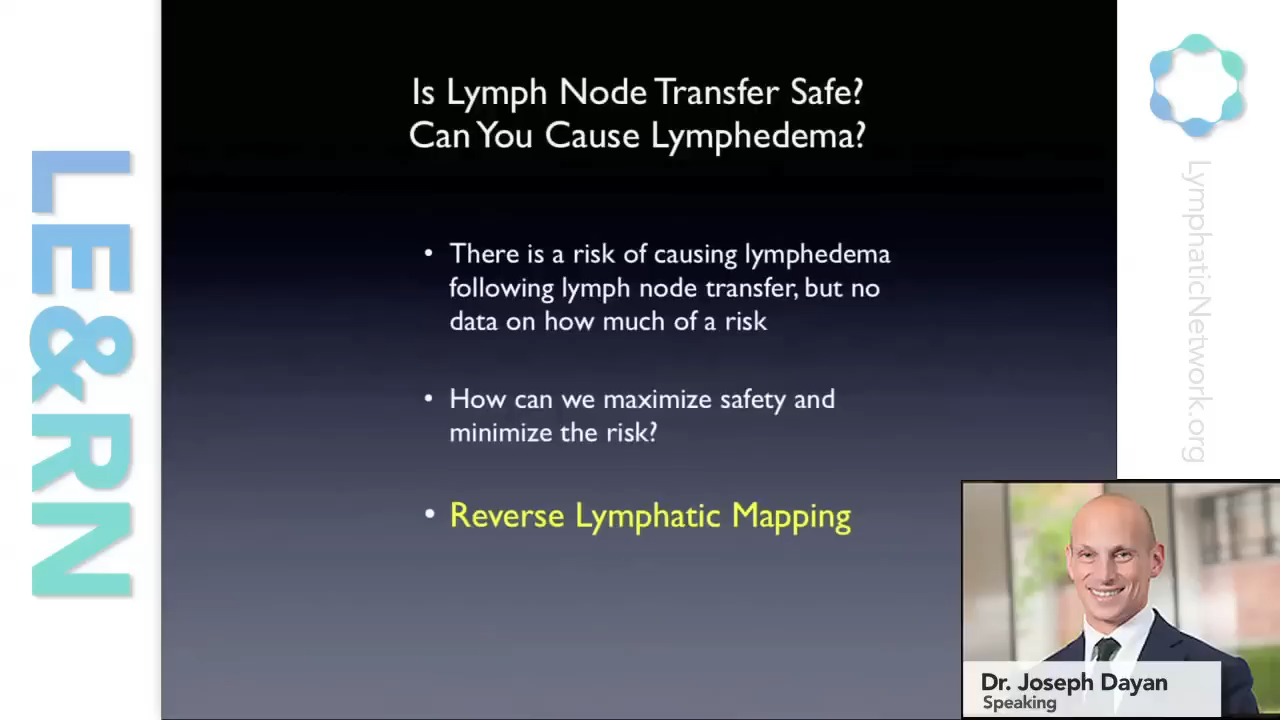 LE&RN
Is Lymph Node Transfer Safe?
Can You Cause Lymphedema?
• There is a risk of causing lymphedema
following lymph node transfer, but no
data on how much of a risk
• How can we maximize safety and
minimize the risk?
• Reverse Lymphatic Mapping
LymphaticNetwork.org
Dr. Joseph Dayan
Speaking